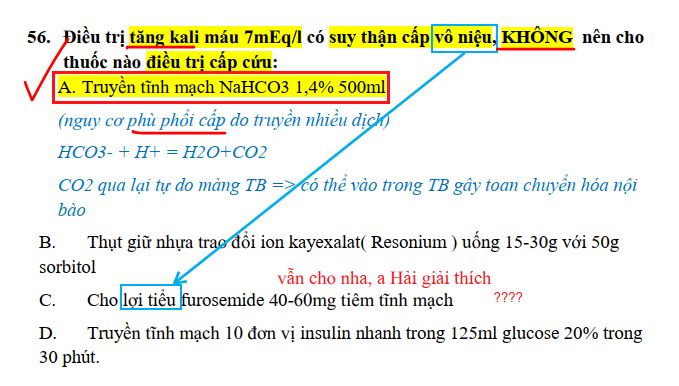 56. Điều trị tăng kali máu 7mEq/l có suy thận cấp vô niệu, KHÔNG nên cho
thuốc nào điều trị cấp cứu:
A. Truyền tĩnh mạch NaHCO3 1,4% 500ml
(nguy cơ phù phổi cấp do truyền nhiều dịch)
HCO3- + H+ = H2O+CO2
CO2 qua lại tự do màng TB => có thể vào trong TB gây toan chuyển hóa nội
bào
B. Thụt giữ nhựa trao đổi ion kayexalat( Resonium ) uống 15-30g với 50g
sorbitol
vẫn cho nha, a Hải giải thích
C. Cho lợi tiểu furosemide 40-60mg tiêm tĩnh mạch ????
D. Truyền tĩnh mạch 10 đơn vị insulin nhanh trong 125ml glucose 20% trong
30 phút.